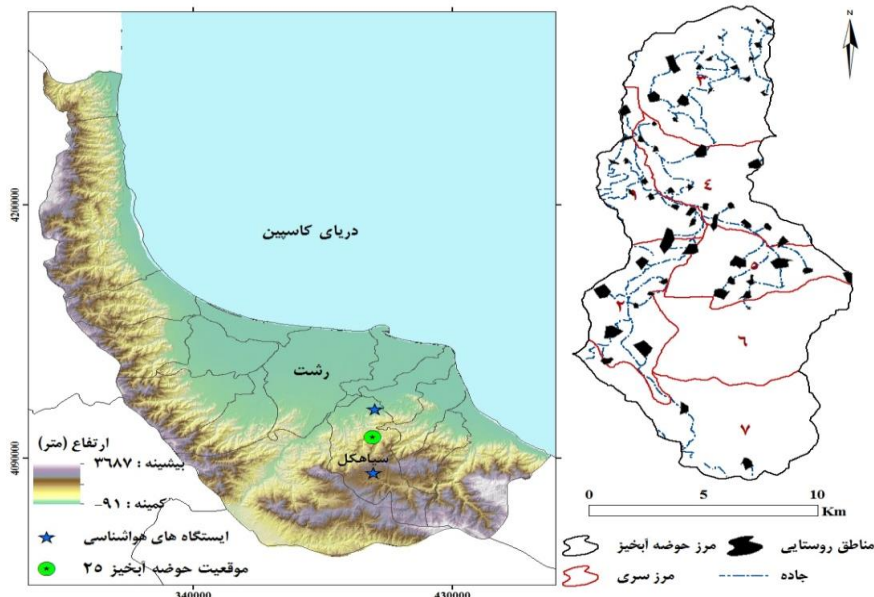 دریای کاسپین
رشت
سیاهکل
4200000
4090000
340000
430000
ارتفاع (متر)
بیشینه : ۳۶۸۷
کمینه : ۹۱-
ایستگاه های هواشناسی
موقعیت حوضه آبخیز ۲۵
N
۳
۴
۱
۵
۲
۶
۷
0 5 10
Km
مناطق روستایی
مرز حوضه آبخیز
جاده
مرز سری